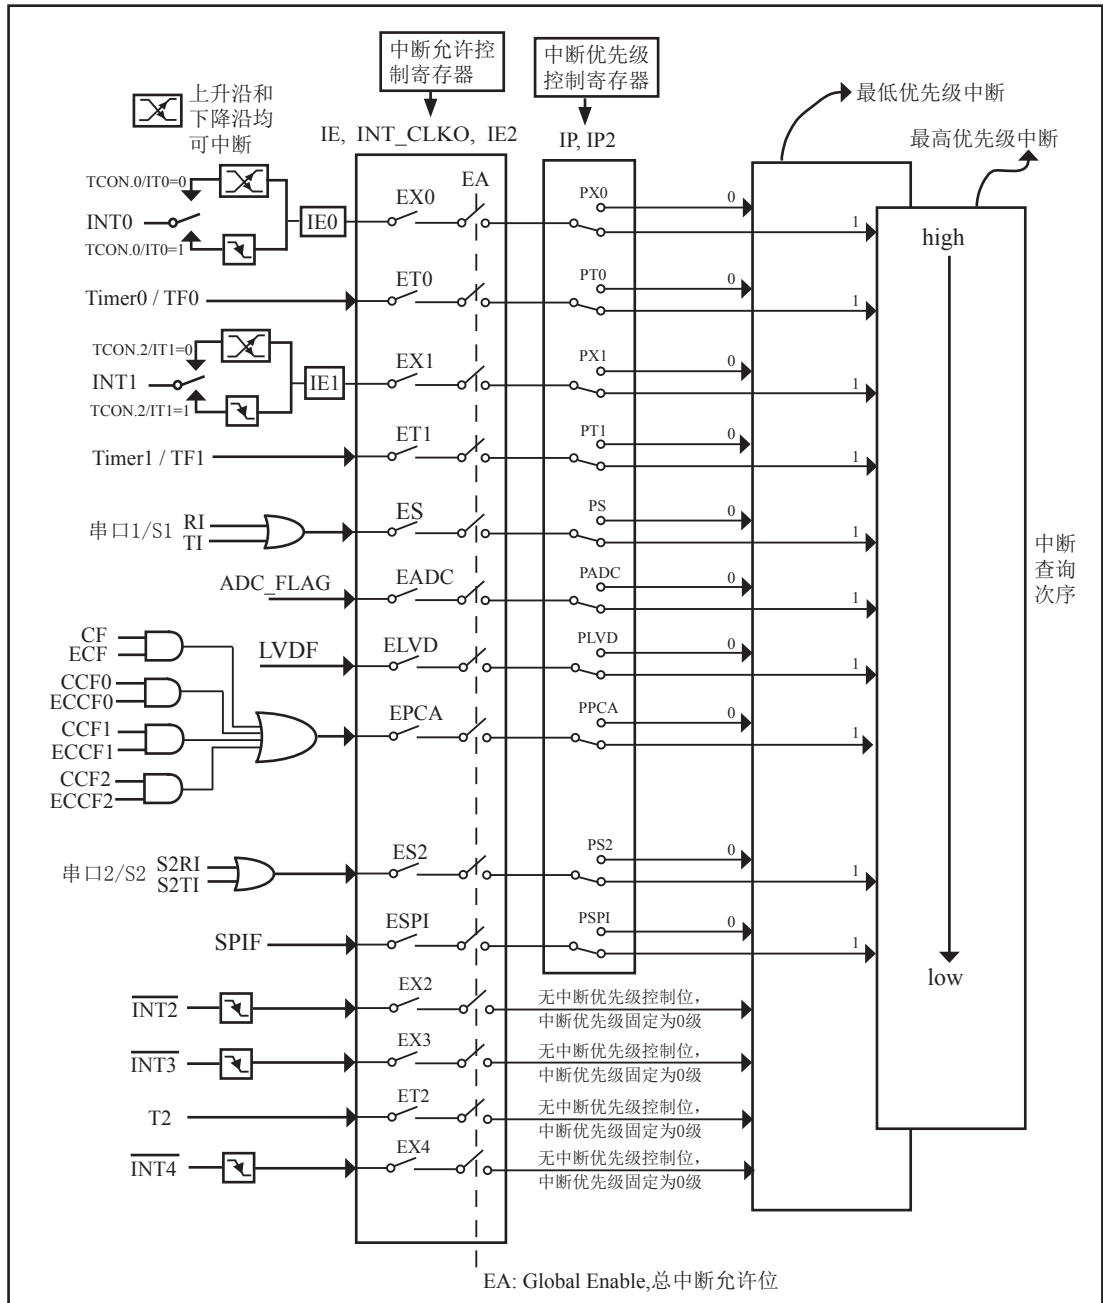 中断允许控
制寄存器
中断优先级
控制寄存器
上升沿和
下降沿均
可中断
最低优先级中断
最高优先级中断
IE, INT_CLKO, IE2
IP, IP2
TCON.0/IT0=0
INT0
TCON.0/IT0=1
IE0
EX0
EA
PX0
0
1
high
Timer0 / TF0
ET0
PT0
0
1
TCON.2/IT1=0
INT1
TCON.2/IT1=1
IE1
EX1
PX1
0
1
Timer1 / TF1
ET1
PT1
0
1
串口1/S1
RI
TI
ES
PS
0
1
中断
查询
次序
ADC_FLAG
EADC
PADC
0
1
CF
ECF
LVDF
ELVD
PLVD
0
1
CCF0
ECCF0
CCF1
ECCF1
CCF2
ECCF2
EPCA
PPCA
0
1
串口2/S2
S2RI
S2TI
ES2
PS2
0
1
SPIF
ESPI
PSPI
0
1
low
INT2
EX2
无中断优先级控制位,
中断优先级固定为0级
INT3
EX3
无中断优先级控制位,
中断优先级固定为0级
T2
ET2
无中断优先级控制位,
中断优先级固定为0级
INT4
EX4
无中断优先级控制位,
中断优先级固定为0级
EA: Global Enable,总中断允许位